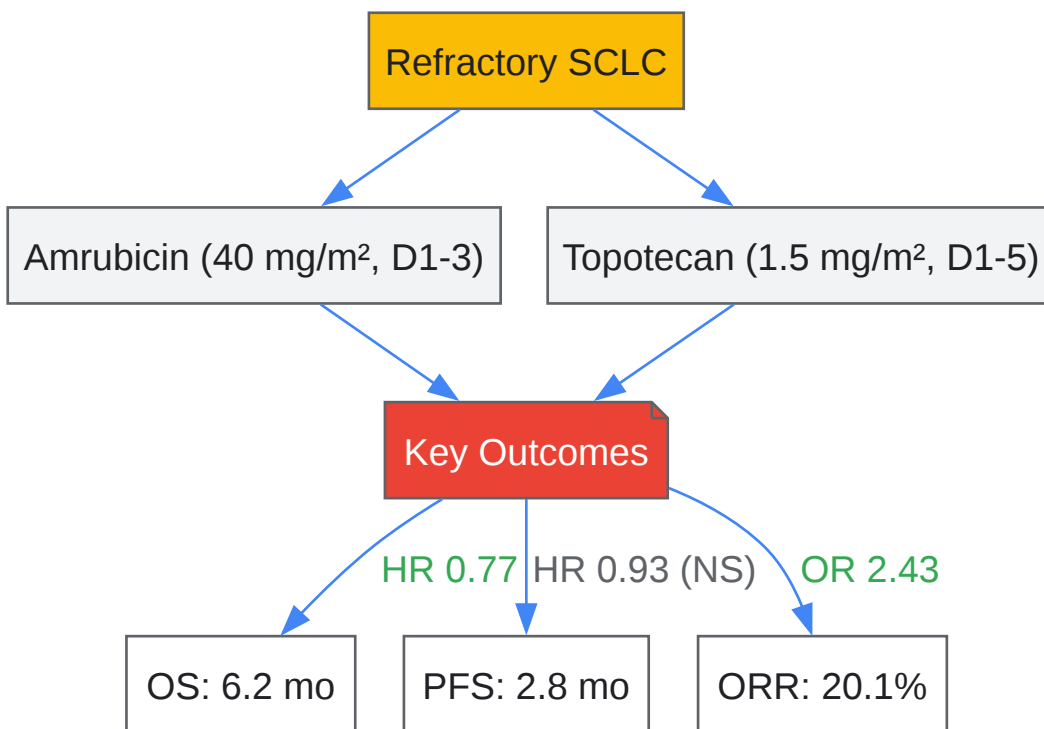 Refractory SCLC
Amrubicin (40 mg/m², D1-3)
Topotecan (1.5 mg/m², D1-5)
Key Outcomes
HR 0.77
HR 0.93 (NS)
OR 2.43
OS: 6.2 mo
PFS: 2.8 mo
ORR: 20.1%